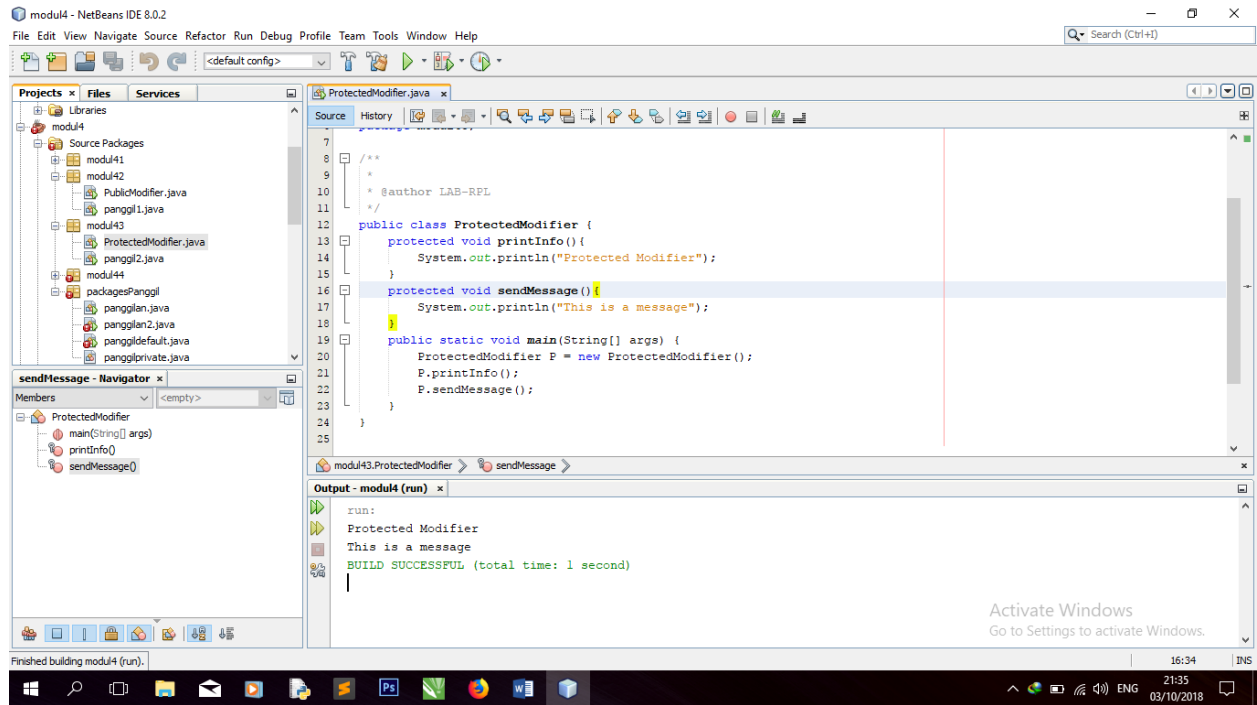 modul4 - NetBeans IDE 8.0.2
File Edit View Navigate Source Refactor Run Debug Profile Team Tools Window Help
Search (Ctrl+I)
<default config>
Projects Files Services
Libraries
modul4
Source Packages
modul41
modul42
PublicModifier.java
panggil1.java
modul43
ProtectedModifier.java
panggil2.java
modul44
packagesPanggil
panggilan.java
panggilan2.java
panggildefault.java
panggilprivate.java
sendMessage - Navigator
Members <empty>
ProtectedModifier
main(String[] args)
printInfo()
sendMessage()
ProtectedModifier.java
Source History
7
8 /**
9 *
10 * @author LAB-RPL
11 */
12 public class ProtectedModifier {
13 protected void printInfo(){
14 System.out.println("Protected Modifier");
15 }
16 protected void sendMessage(){
17 System.out.println("This is a message");
18 }
19 public static void main(String[] args) {
20 ProtectedModifier P = new ProtectedModifier();
21 P.printInfo();
22 P.sendMessage();
23 }
24 }
25
modul43.ProtectedModifier sendMessage
Output - modul4 (run)
run:
Protected Modifier
This is a message
BUILD SUCCESSFUL (total time: 1 second)
Activate Windows
Go to Settings to activate Windows.
Finished building modul4 (run).
16:34 INS
Ps
ENG
21:35
03/10/2018